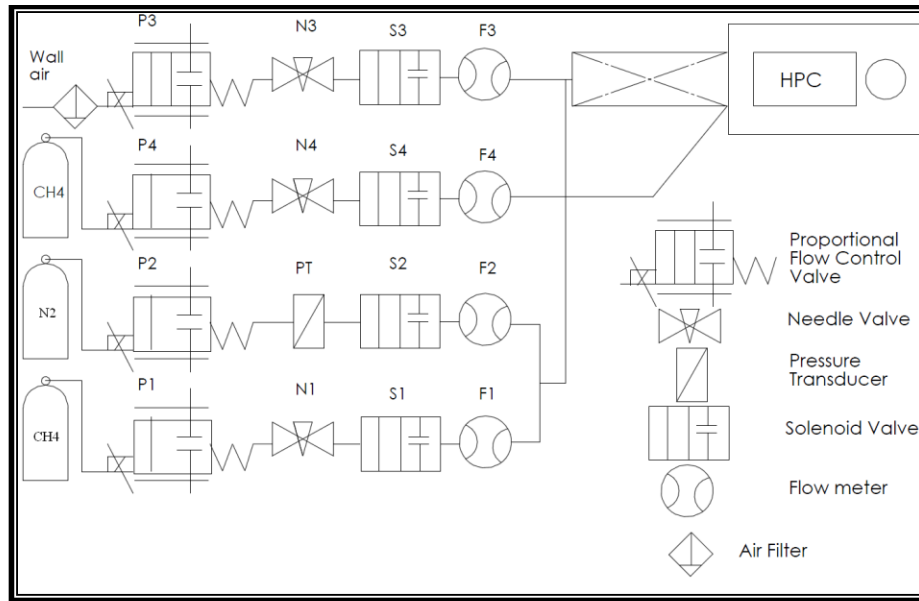 P3 N3 S3 F3
Wall
air
HPC
P4 N4 S4 F4
CH4
Proportional
Flow Control
Valve
P2 PT S2 F2
N2
Needle Valve
Pressure
Transducer
P1 N1 S1 F1
CH4
Solenoid Valve
Flow meter
Air Filter